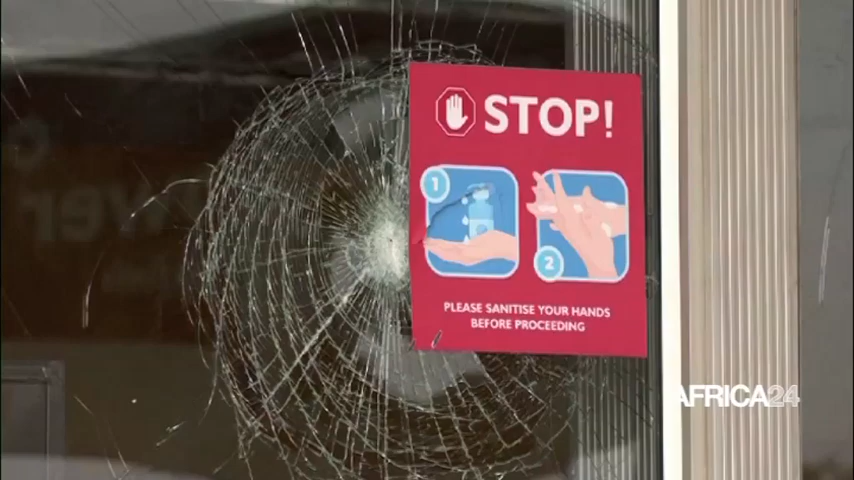 STOP!
1
2
PLEASE SANITISE YOUR HANDS
BEFORE PROCEEDING
AFRICA24